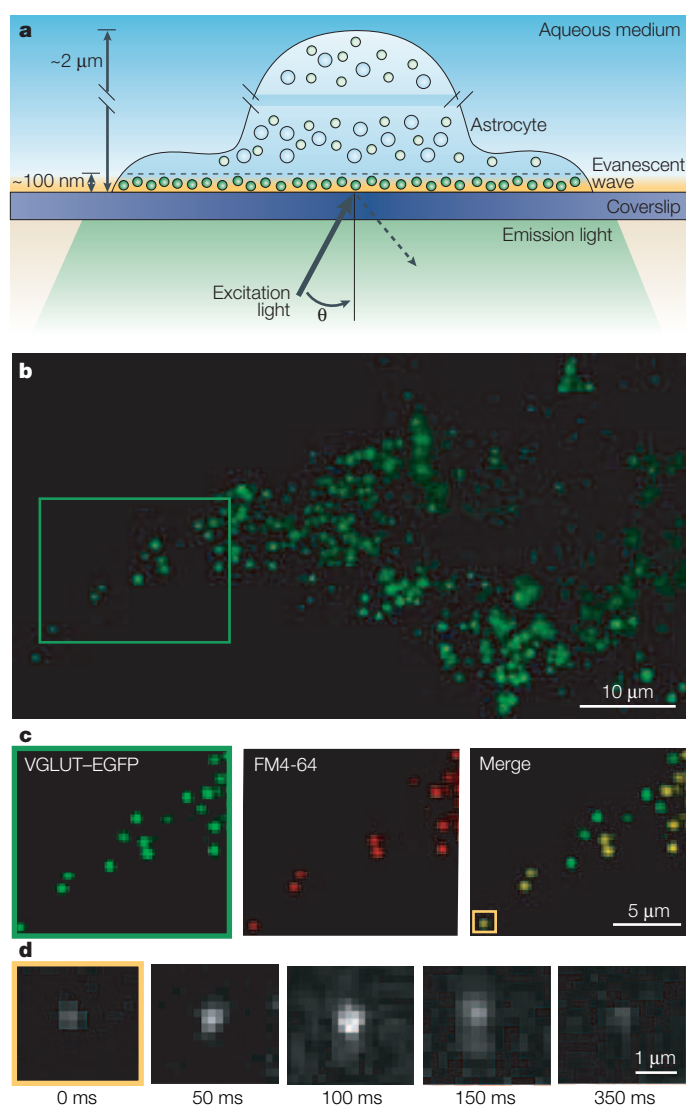 a
Aqueous medium
~2 μm
Astrocyte
Evanescent
wave
~100 nm
Coverslip
Emission light
Excitation
light
θ
b
10 μm
c
VGLUT–EGFP
FM4-64
Merge
5 μm
d
1 μm
0 ms
50 ms
100 ms
150 ms
350 ms